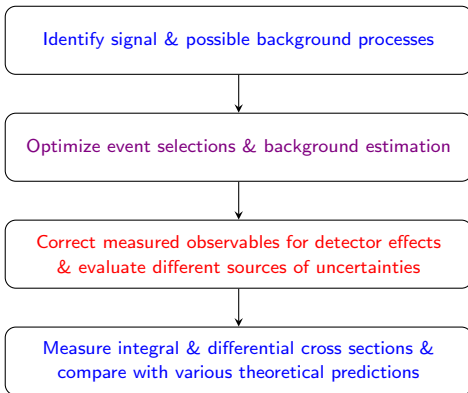 Identify signal & possible background processes
Optimize event selections & background estimation
Correct measured observables for detector effects
& evaluate different sources of uncertainties
Measure integral & differential cross sections &
compare with various theoretical predictions